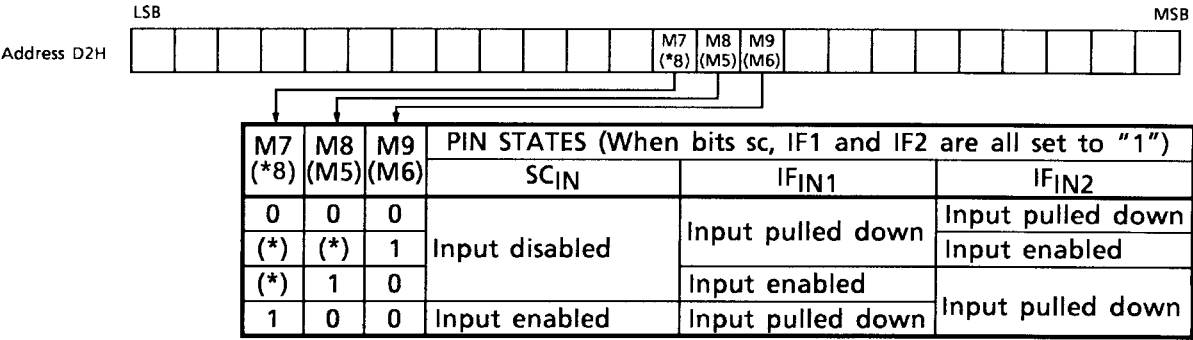 LSB MSB
Address D2H M7 M8 M9
(*8) (M5) (M6)
M7 M8 M9 PIN STATES (When bits sc, IF1 and IF2 are all set to "1")
(*8) (M5) (M6) SCIN IFIN1 IFIN2
0 0 0 Input disabled Input pulled down Input pulled down
(*) (*) 1 Input enabled
(*) 1 0 Input enabled Input pulled down
1 0 0 Input enabled Input pulled down